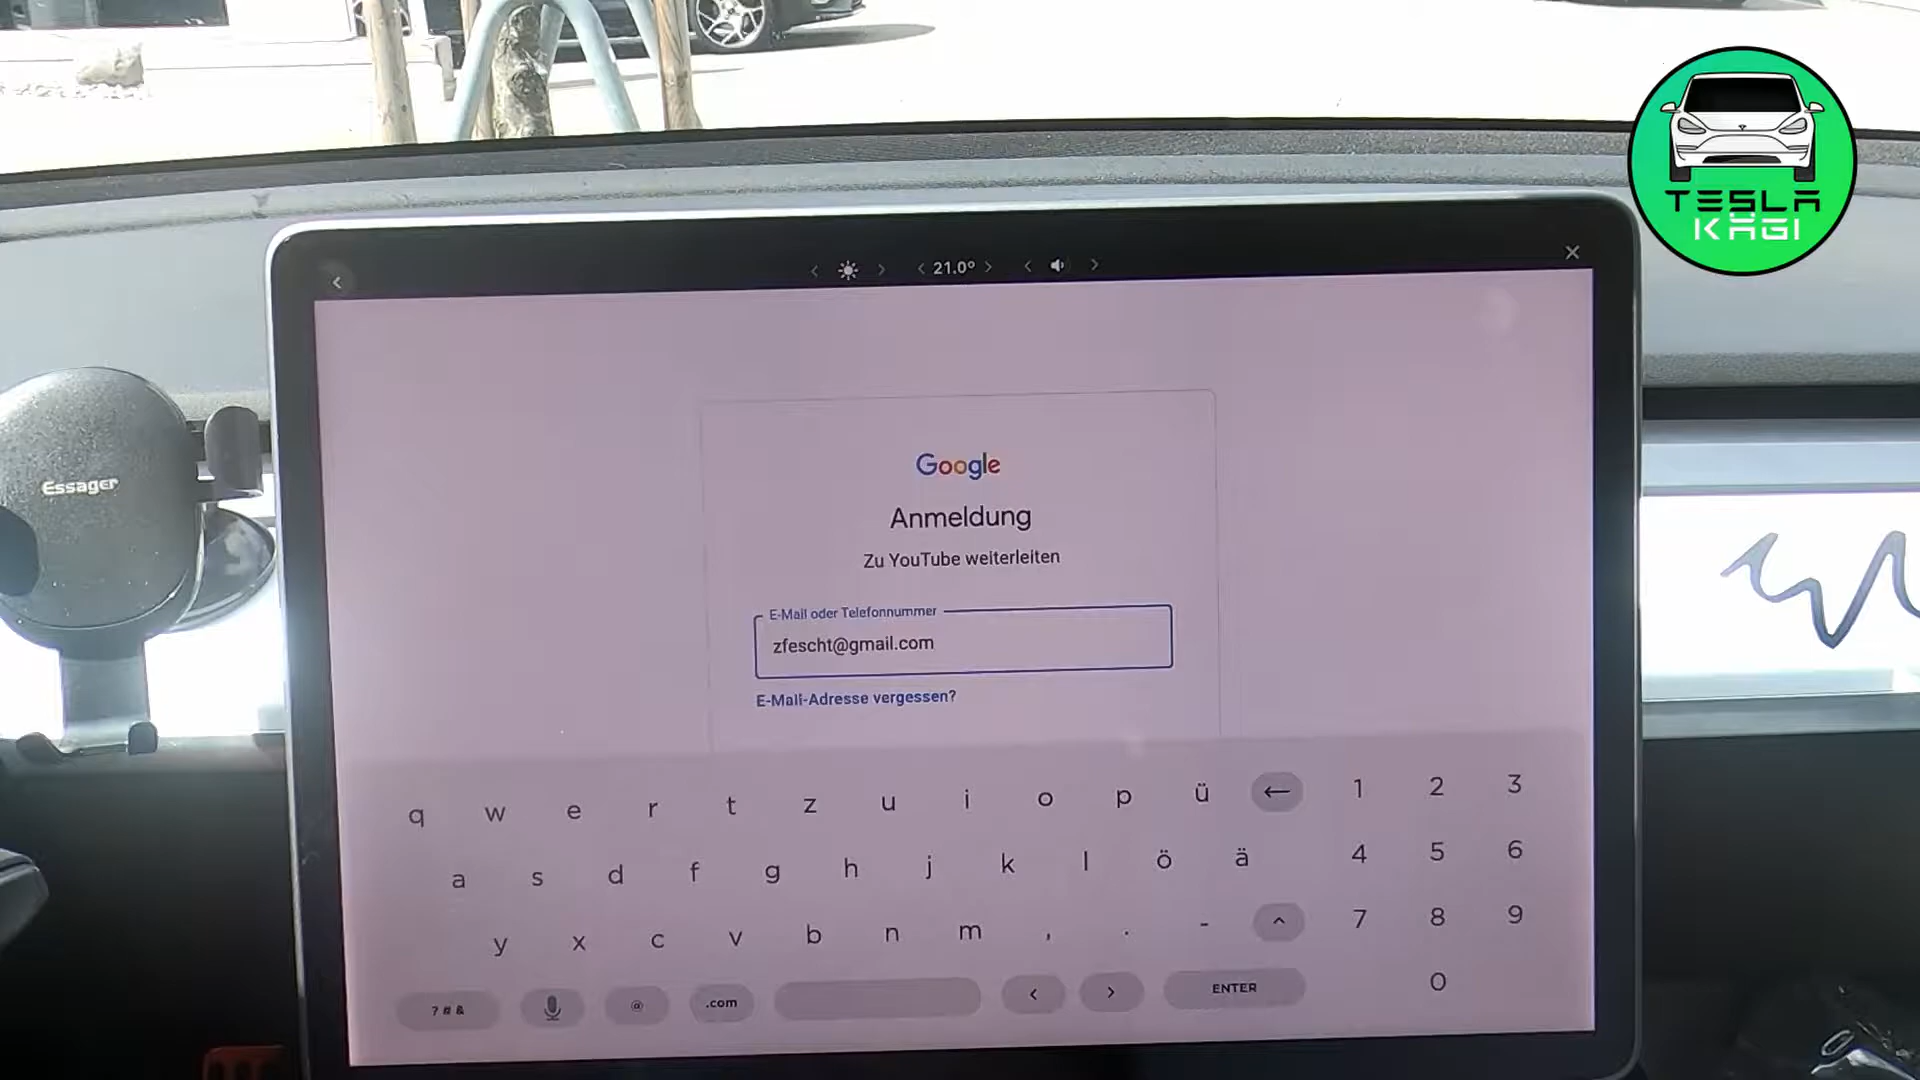 TESLA
KÄGI
< < 21.0° > < >
Essager
Google
Anmeldung
Zu YouTube weiterleiten
E-Mail oder Telefonnummer
zfescht@gmail.com
E-Mail-Adresse vergessen?
q w e r t z u i o p ü ← 1 2 3
a s d f g h j k l ö ä 4 5 6
y x c v b n m , . - ^ 7 8 9
? # & @ .com < > ENTER 0